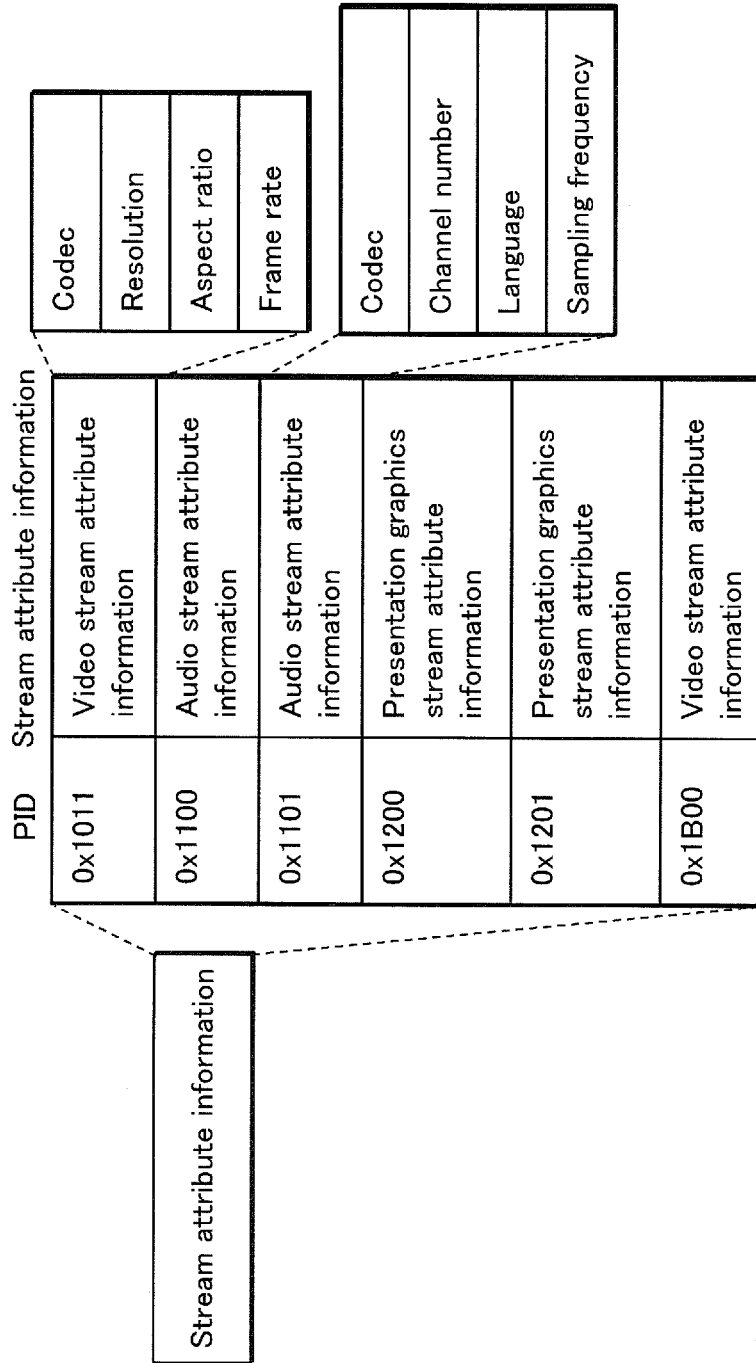 Stream attribute information
PID
Stream attribute information
0x1011
Video stream attribute
information
0x1100
Audio stream attribute
information
0x1101
Audio stream attribute
information
0x1200
Presentation graphics
stream attribute
information
0x1201
Presentation graphics
stream attribute
information
0x1B00
Video stream attribute
information
Codec
Resolution
Aspect ratio
Frame rate
Codec
Channel number
Language
Sampling frequency